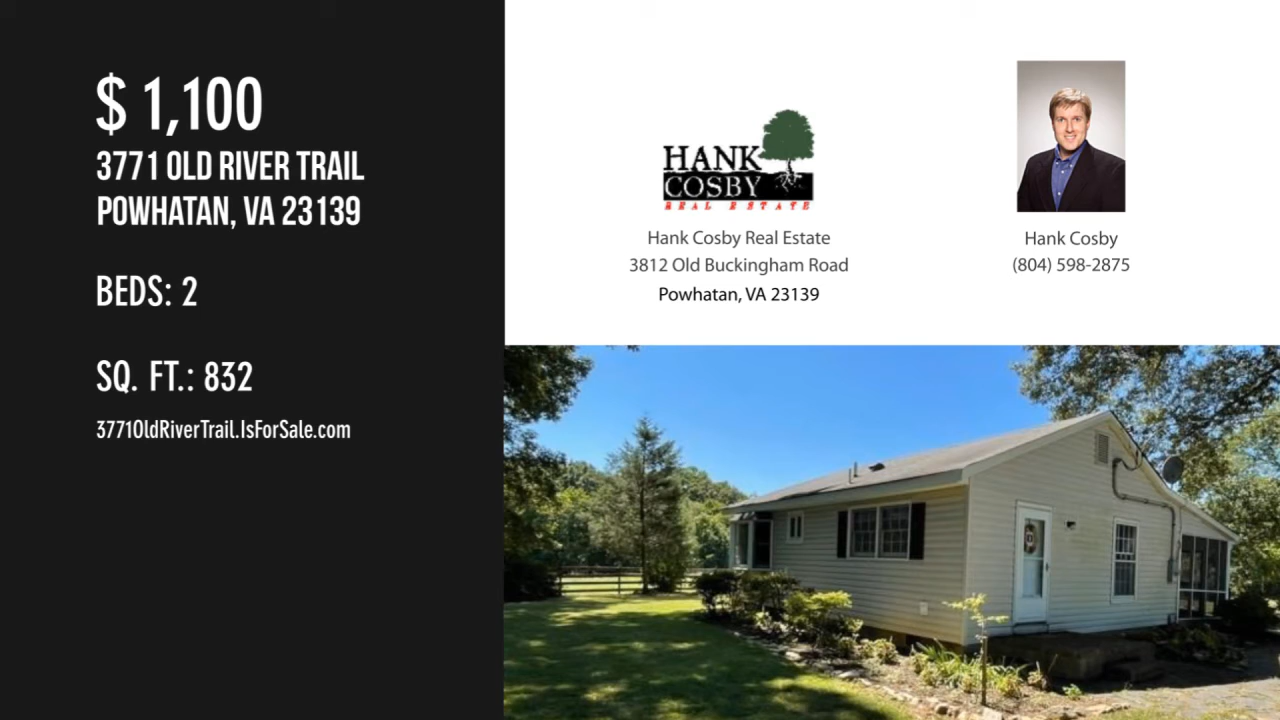 $ 1,100
3771 OLD RIVER TRAIL
POWHATAN, VA 23139
BEDS: 2
SQ. FT.: 832
3771OldRiverTrail.IsForSale.com
HANK
COSBY
REAL ESTATE
Hank Cosby Real Estate
3812 Old Buckingham Road
Powhatan, VA 23139
Hank Cosby
(804) 598-2875